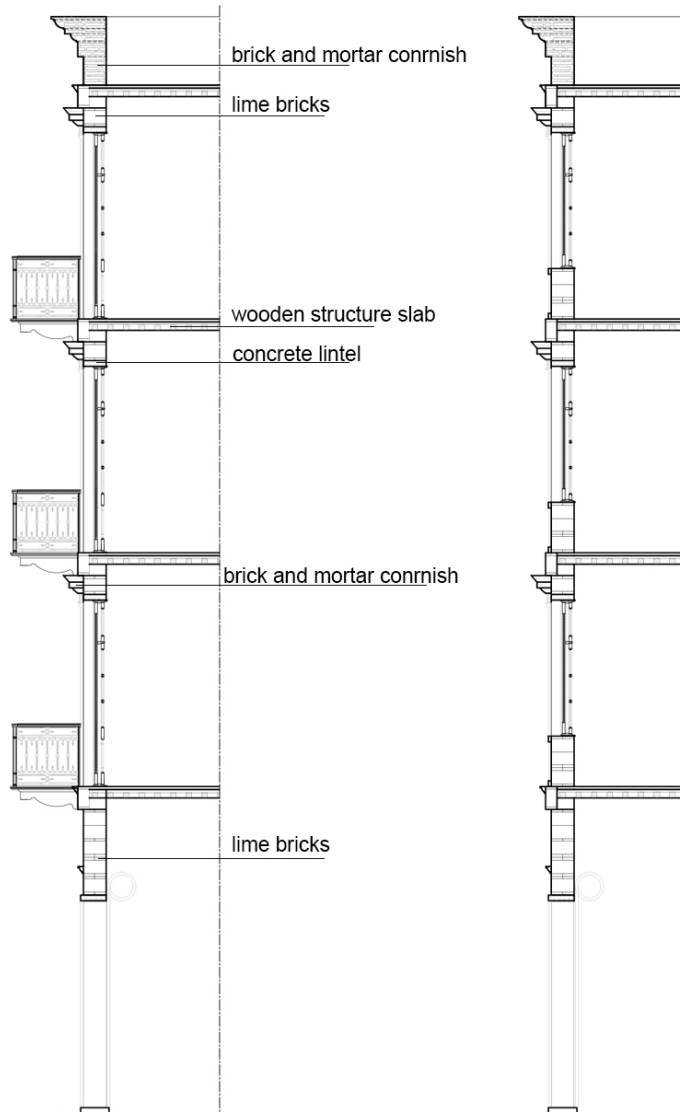 brick and mortar conrnish
lime bricks
wooden structure slab
concrete lintel
brick and mortar conrnish
lime bricks